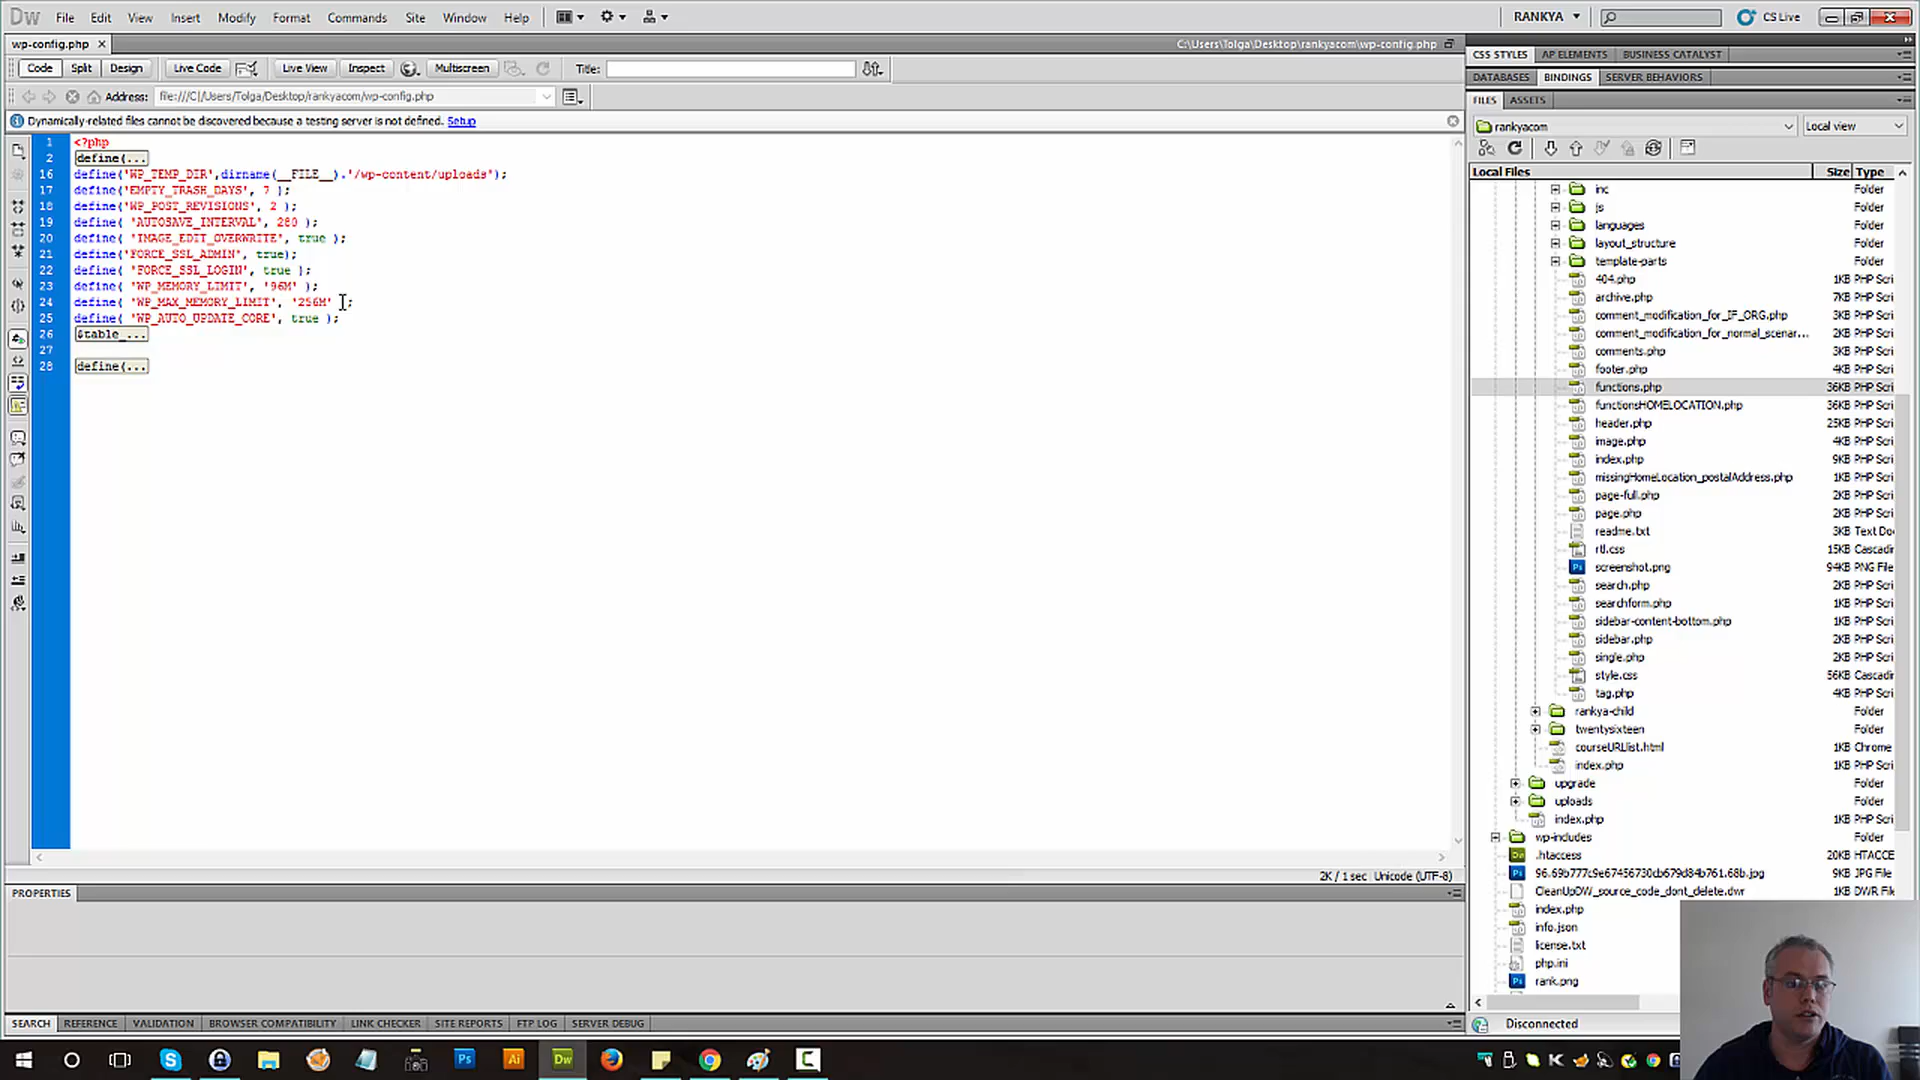 Dw File Edit View Insert Modify Format Commands Site Window Help RANKYA CS Live
wp-config.php C:\Users\Tolga\Desktop\rankyacom\wp-config.php
Code Split Design Live Code Live View Inspect Multiscreen Title:
Address: file:///C|/Users/Tolga/Desktop/rankyacom/wp-config.php
Dynamically-related files cannot be discovered because a testing server is not defined. Setup
1 <?php
2 define(...
16 define('WP_TEMP_DIR',dirname(__FILE__).'/wp-content/uploads');
17 define('EMPTY_TRASH_DAYS', 7 );
18 define('WP_POST_REVISIONS', 2 );
19 define( 'AUTOSAVE_INTERVAL', 280 );
20 define( 'IMAGE_EDIT_OVERWRITE', true );
21 define('FORCE_SSL_ADMIN', true);
22 define( 'FORCE_SSL_LOGIN', true );
23 define( 'WP_MEMORY_LIMIT', '96M' );
24 define( 'WP_MAX_MEMORY_LIMIT', '256M' );
25 define( 'WP_AUTO_UPDATE_CORE', true );
26 $table_...
27
28 define(...
2K / 1 sec Unicode (UTF-8)
PROPERTIES
SEARCH REFERENCE VALIDATION BROWSER COMPATIBILITY LINK CHECKER SITE REPORTS FTP LOG SERVER DEBUG
CSS STYLES AP ELEMENTS BUSINESS CATALYST
DATABASES BINDINGS SERVER BEHAVIORS
FILES ASSETS
rankyacom Local view
Local Files Size Type
inc Folder
js Folder
languages Folder
layout_structure Folder
template-parts Folder
404.php 1KB PHP Scri
archive.php 7KB PHP Scri
comment_modification_for_IF_ORG.php 3KB PHP Scri
comment_modification_for_normal_scenar... 3KB PHP Scri
comments.php 3KB PHP Scri
footer.php 4KB PHP Scri
functions.php 36KB PHP Scri
functionsHOMELOCATION.php 36KB PHP Scri
header.php 25KB PHP Scri
image.php 4KB PHP Scri
index.php 9KB PHP Scri
missingHomeLocation_postalAddress.php 1KB PHP Scri
page-full.php 2KB PHP Scri
page.php 2KB PHP Scri
readme.txt 3KB Text Do
rtl.css 15KB Cascadin
screenshot.png 94KB PNG File
search.php 2KB PHP Scri
searchform.php 1KB PHP Scri
sidebar-content-bottom.php 1KB PHP Scri
sidebar.php 2KB PHP Scri
single.php 2KB PHP Scri
style.css 56KB Cascadin
tag.php 4KB PHP Scri
rankya-child Folder
twentysixteen Folder
courseURLlist.html 1KB Chrome
index.php 1KB PHP Scri
upgrade Folder
uploads Folder
index.php 1KB PHP Scri
wp-includes Folder
.htaccess 20KB HTACCE
9KB JPG File
CleanUpDW_source_code_dont_delete.dwr 1KB DWR File
index.php
info.json
license.txt
php.ini
rank.png
Disconnected
Ps Ai Dw